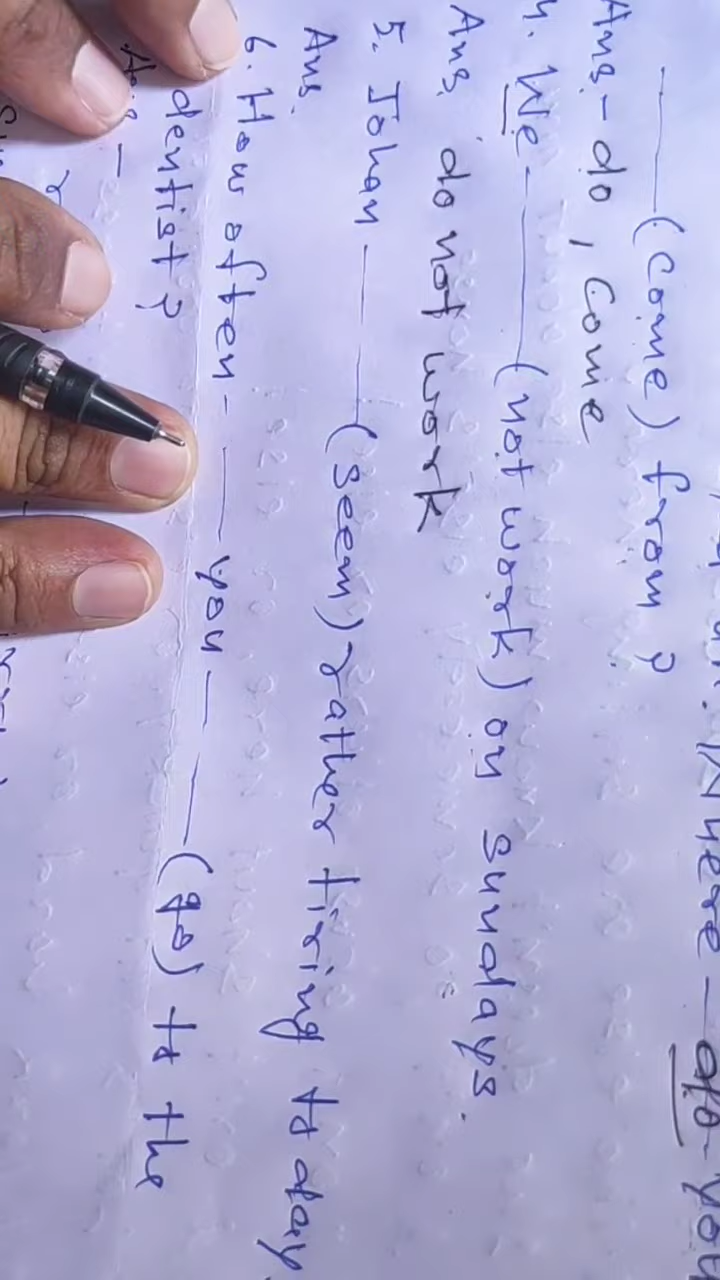 Where - do you
(come) from?
Ans - do, come
4. We - (not work) on sundays.
Ans. do not work
5. Johan (seem) rather tiring today.
Ans.
6. How often - you - (go) to the
dentist?